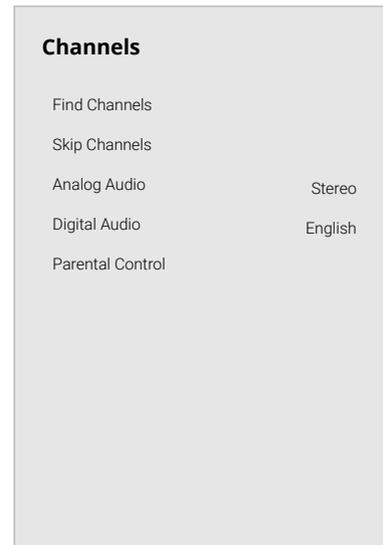 Channels
Find Channels
Skip Channels
Analog Audio Stereo
Digital Audio English
Parental Control